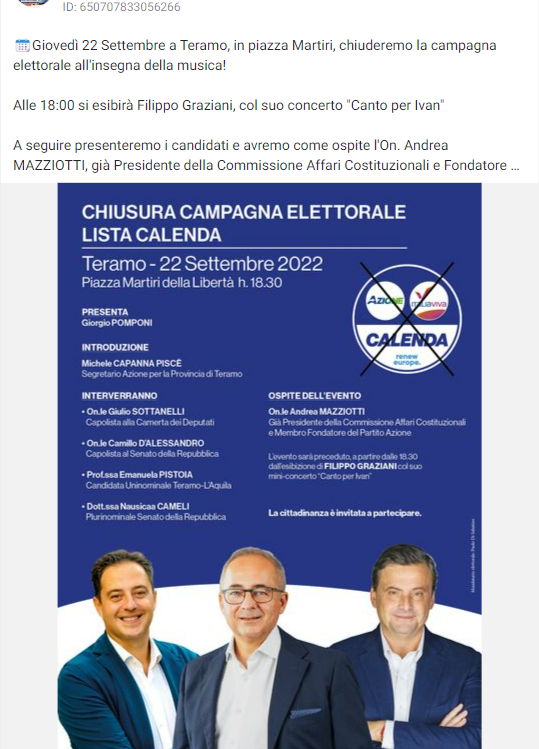 ID: 650707833056266
Giovedì 22 Settembre a Teramo, in piazza Martiri, chiuderemo la campagna
elettorale all'insegna della musica!
Alle 18:00 si esibirà Filippo Graziani, col suo concerto "Canto per Ivan"
A seguire presenteremo i candidati e avremo come ospite l'On. Andrea
MAZZIOTTI, già Presidente della Commissione Affari Costituzionali e Fondatore ...
CHIUSURA CAMPAGNA ELETTORALE
LISTA CALENDA
Teramo - 22 Settembre 2022
Piazza Martiri della Libertà h. 18.30
AZIONE
ITALIAVIVA
CALENDA
renew
europe.
PRESENTA
Giorgio POMPONI
INTRODUZIONE
Michele CAPANNA PISCÈ
Segretario Azione per la Provincia di Teramo
INTERVERRANNO
• On.le Giulio SOTTANELLI
Capolista alla Camerta dei Deputati
• On.le Camillo D'ALESSANDRO
Capolista al Senato della Repubblica
• Prof.ssa Emanuela PISTOIA
Candidata Uninominale Teramo-L'Aquila
• Dott.ssa Nausicaa CAMELI
Plurinominale Senato della Repubblica
OSPITE DELL'EVENTO
On.le Andrea MAZZIOTTI
Già Presidente della Commissione Affari Costituzionali
e Membro Fondatore del Partito Azione
L'evento sarà preceduto, a partire dalle 18.30
dall'esibizione di FILIPPO GRAZIANI col suo
mini-concerto "Canto per Ivan"
La cittadinanza è invitata a partecipare.